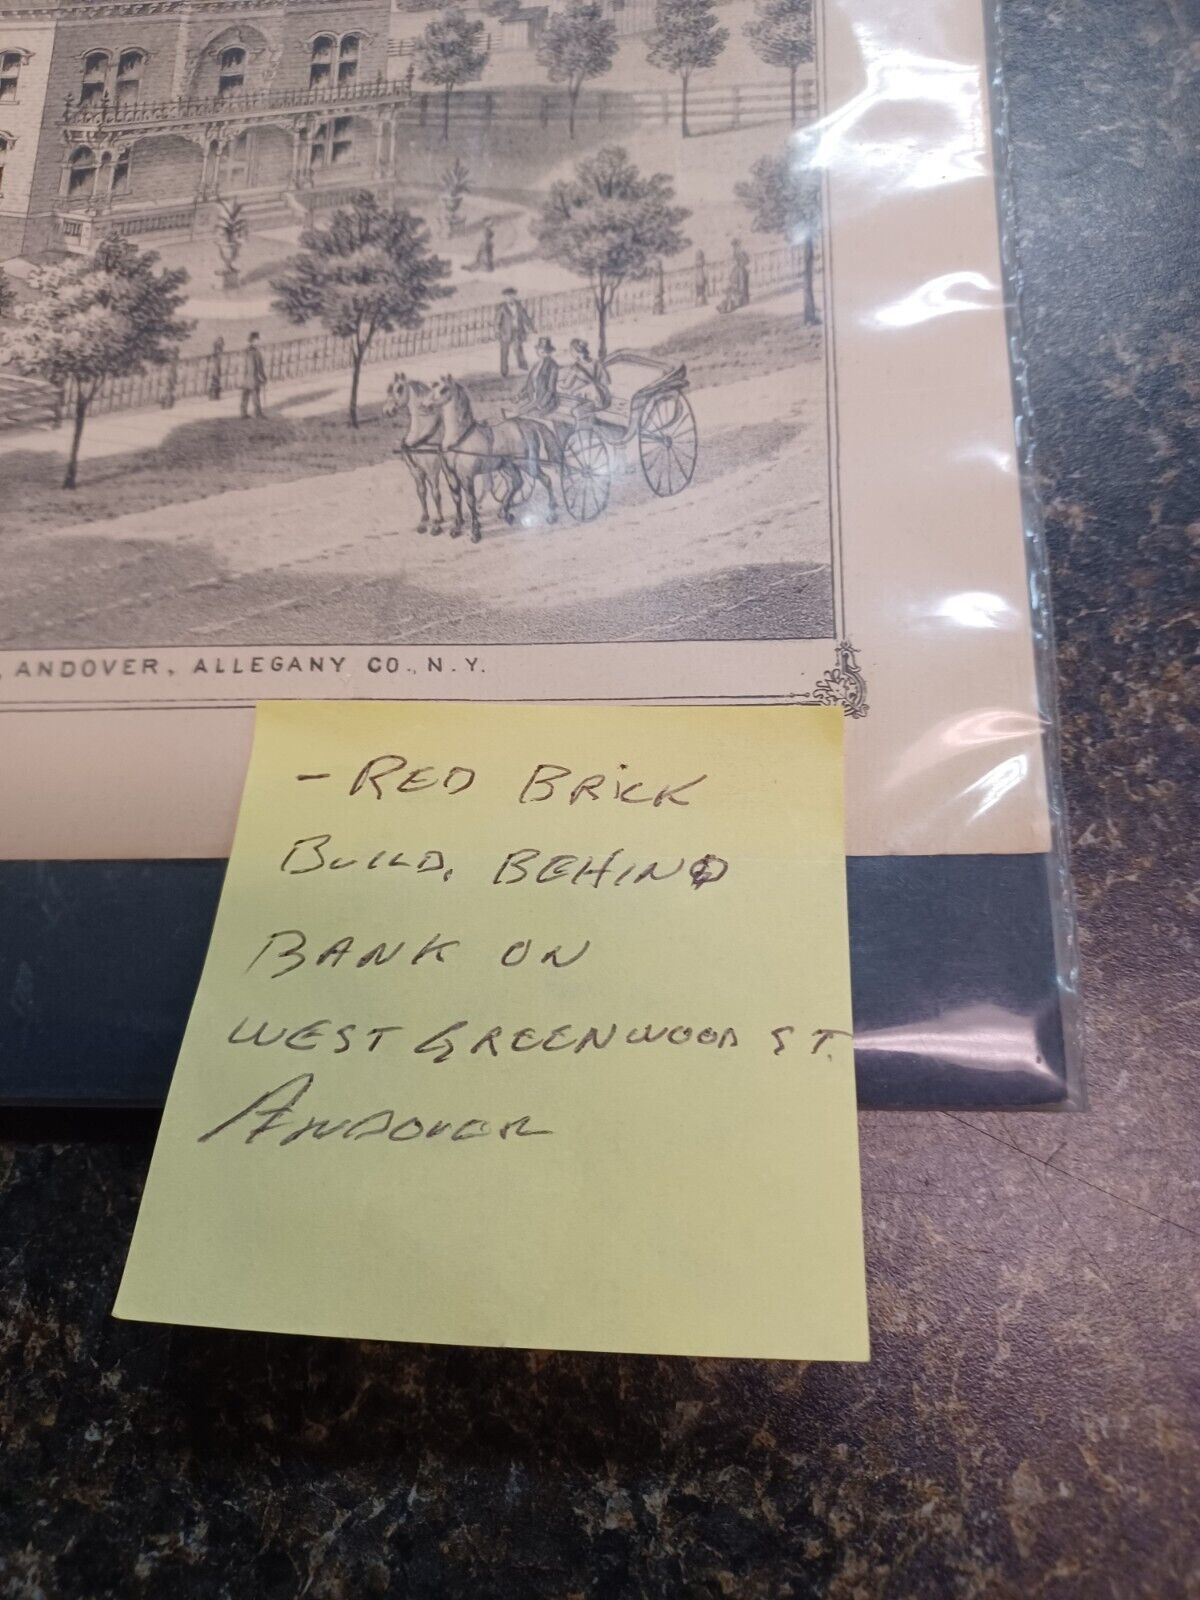 , ANDOVER, ALLEGANY CO., N.Y.
- RED BRICK
BUILD. BEHIND
BANK ON
WEST GREENWOOD ST.
ANDOVER